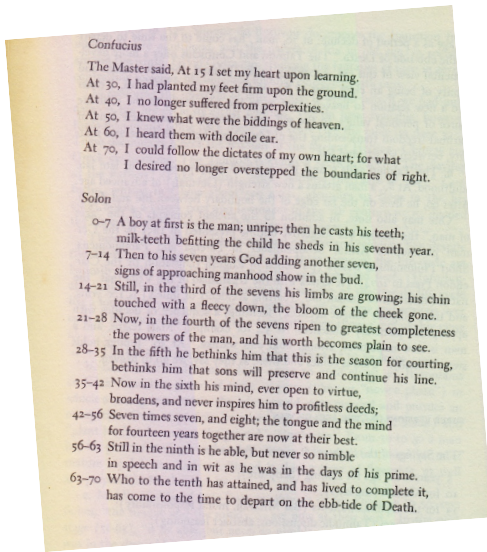 Confucius
The Master said, At 15 I set my heart upon learning.
At 30, I had planted my feet firm upon the ground.
At 40, I no longer suffered from perplexities.
At 50, I knew what were the biddings of heaven.
At 60, I heard them with docile ear.
At 70, I could follow the dictates of my own heart; for what
I desired no longer overstepped the boundaries of right.
Solon
0–7 A boy at first is the man; unripe; then he casts his teeth;
milk-teeth befitting the child he sheds in his seventh year.
7–14 Then to his seven years God adding another seven,
signs of approaching manhood show in the bud.
14–21 Still, in the third of the sevens his limbs are growing; his chin
touched with a fleecy down, the bloom of the cheek gone.
21–28 Now, in the fourth of the sevens ripen to greatest completeness
the powers of the man, and his worth becomes plain to see.
28–35 In the fifth he bethinks him that this is the season for courting,
bethinks him that sons will preserve and continue his line.
35–42 Now in the sixth his mind, ever open to virtue,
broadens, and never inspires him to profitless deeds;
42–56 Seven times seven, and eight; the tongue and the mind
for fourteen years together are now at their best.
56–63 Still in the ninth is he able, but never so nimble
in speech and in wit as he was in the days of his prime.
63–70 Who to the tenth has attained, and has lived to complete it,
has come to the time to depart on the ebb-tide of Death.